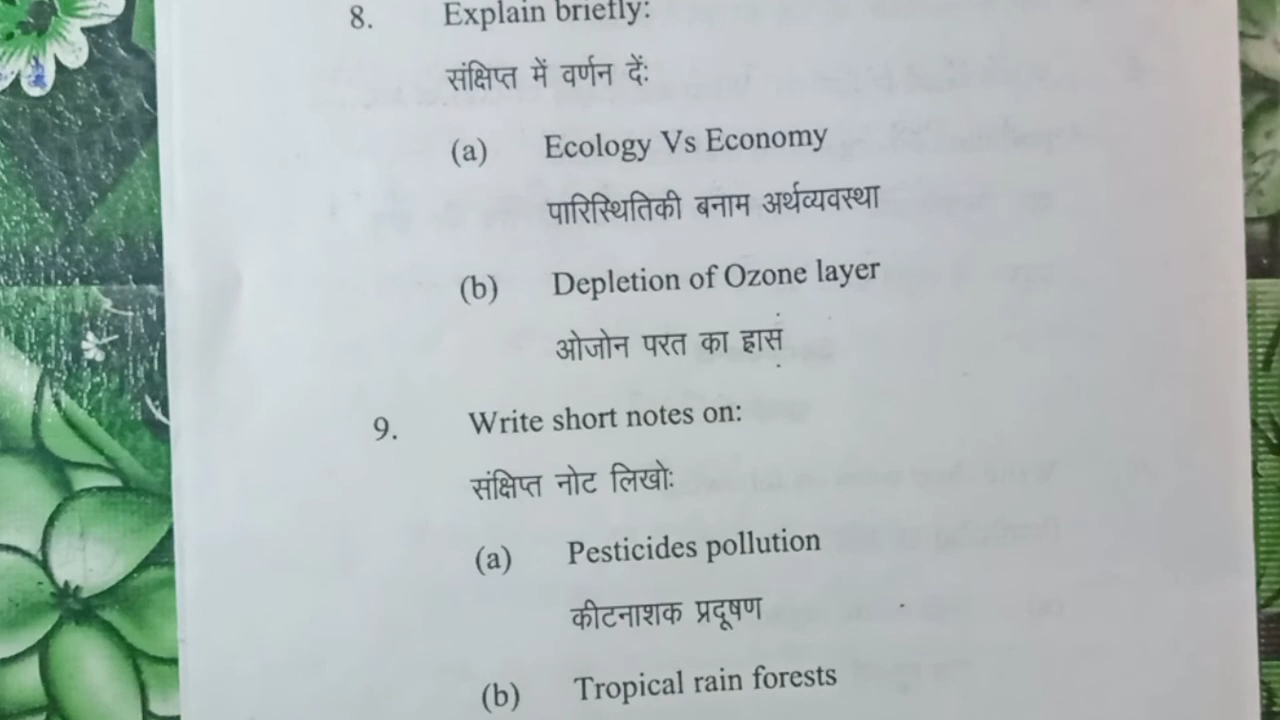 8. Explain briefly:
संक्षिप्त में वर्णन देंः
(a) Ecology Vs Economy
पारिस्थितिकी बनाम अर्थव्यवस्था
(b) Depletion of Ozone layer
ओजोन परत का ह्रास
9. Write short notes on:
संक्षिप्त नोट लिखोः
(a) Pesticides pollution
कीटनाशक प्रदूषण
(b) Tropical rain forests